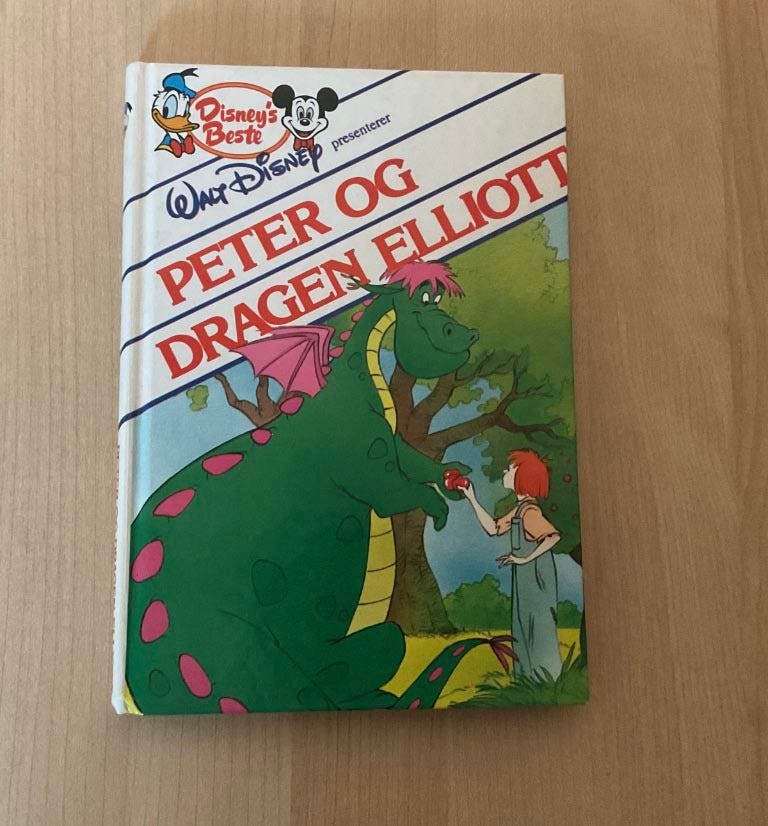 Disney's
Beste
WALT DISNEY presenterer
PETER OG
DRAGEN ELLIOTT